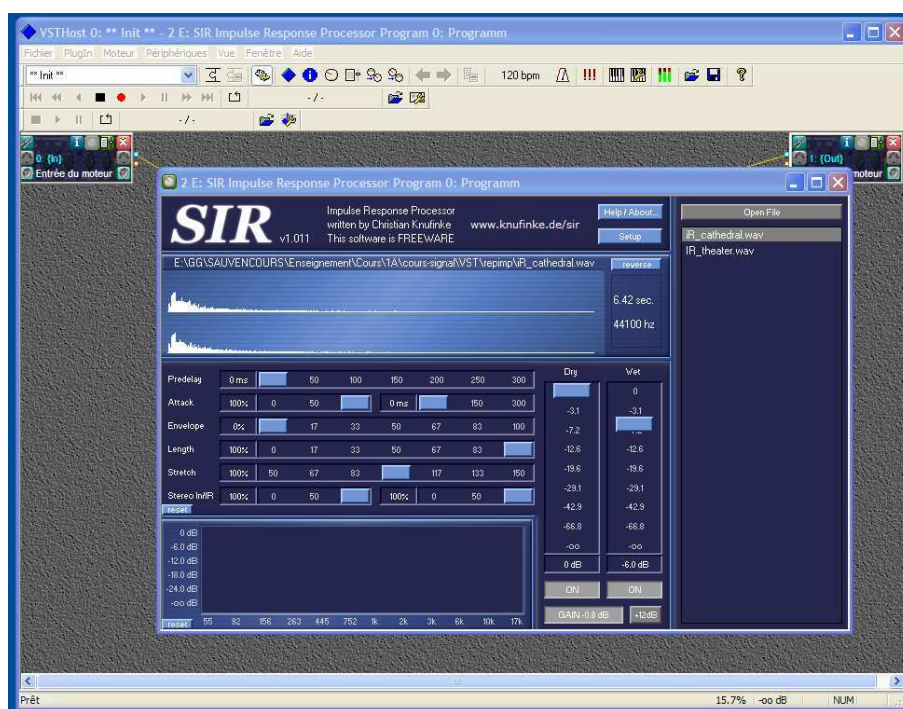 VSTHost 0: ** Init ** - 2 E: SIR Impulse Response Processor Program 0: Programm
Fichier PlugIn Moteur Périphériques Vue Fenêtre Aide
** Init ** 120 bpm
- / -
- / -
0: {In}
Entrée du moteur
1: {Out}
moteur
2 E: SIR Impulse Response Processor Program 0: Programm
SIR v1.011
Impulse Response Processor
written by Christian Knufinke
This software is FREEWARE
www.knufinke.de/sir
Help / About...
Setup
Open File
iR_cathedral.wav
IR_theater.wav
E:\GG\SAUVENCOURS\Enseignement\Cours\1A\cours-signal\VST\repimp\iR_cathedral.wav
reverse
6.42 sec.
44100 hz
Predelay 0 ms 50 100 150 200 250 300
Attack 100% 0 50 0 ms 150 300
Envelope 0% 17 33 50 67 83 100
Length 100% 0 17 33 50 67 83
Stretch 100% 50 67 83 117 133 150
Stereo In/IR 100% 0 50 100% 0 50
reset
Dry Wet
0
-3.1 -3.1
-7.2
-12.6 -12.6
-19.6 -19.6
-29.1 -29.1
-42.9 -42.9
-66.8 -66.8
-oo -oo
0 dB -6.0 dB
ON ON
GAIN -0.8 dB +12dB
0 dB
-6.0 dB
-12.0 dB
-18.0 dB
-24.0 dB
-oo dB
reset 55 92 156 263 445 752 1k 2k 3k 6k 10k 17k
Prêt 15.7% -oo dB NUM